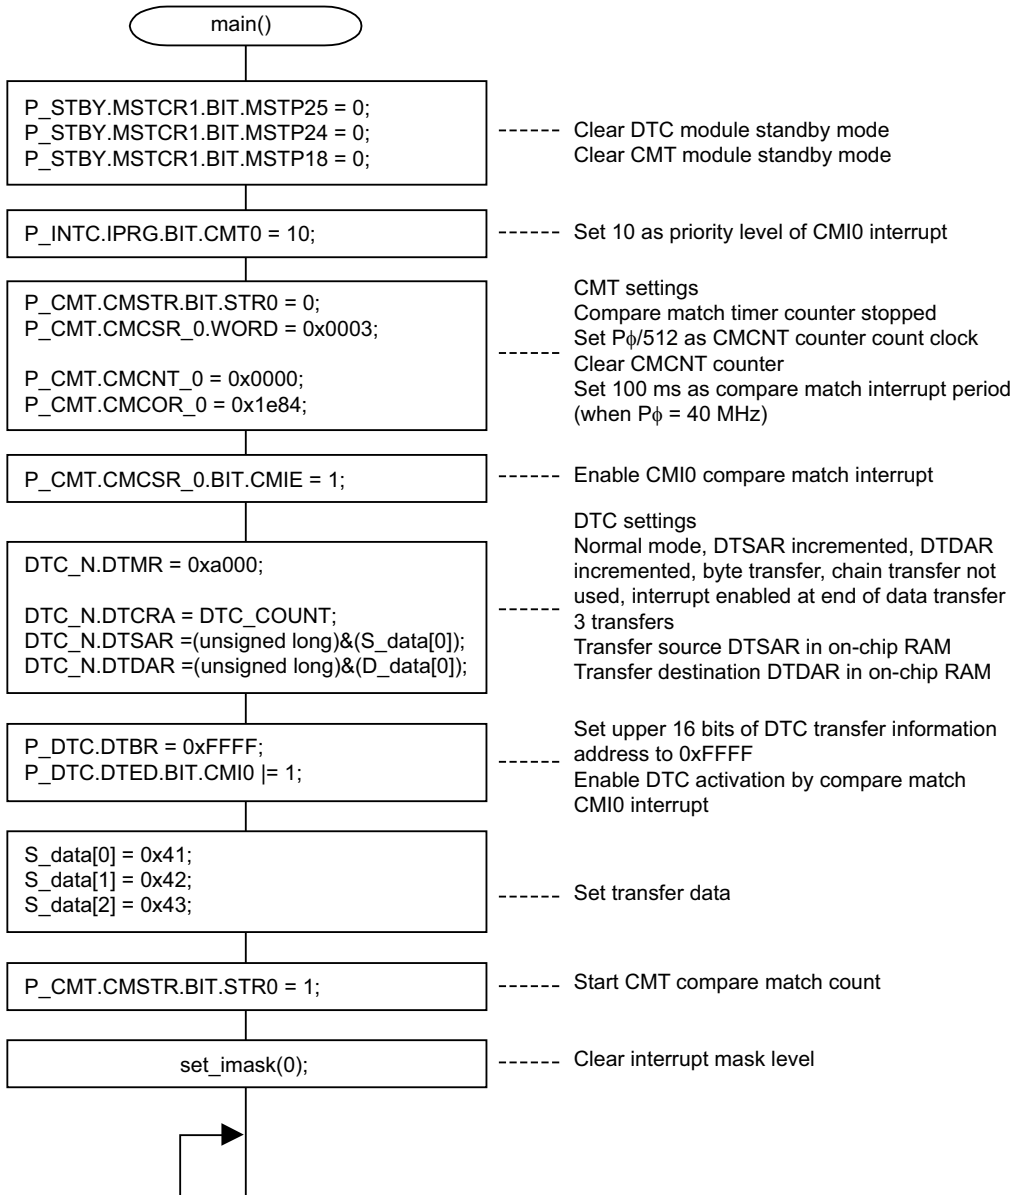 main()
P_STBY.MSTCR1.BIT.MSTP25 = 0;
P_STBY.MSTCR1.BIT.MSTP24 = 0;
P_STBY.MSTCR1.BIT.MSTP18 = 0;
Clear DTC module standby mode
Clear CMT module standby mode
P_INTC.IPRG.BIT.CMT0 = 10;
Set 10 as priority level of CMI0 interrupt
P_CMT.CMSTR.BIT.STR0 = 0;
P_CMT.CMCSR_0.WORD = 0x0003;
P_CMT.CMCNT_0 = 0x0000;
P_CMT.CMCOR_0 = 0x1e84;
CMT settings
Compare match timer counter stopped
Set Pϕ/512 as CMCNT counter count clock
Clear CMCNT counter
Set 100 ms as compare match interrupt period
(when Pϕ = 40 MHz)
P_CMT.CMCSR_0.BIT.CMIE = 1;
Enable CMI0 compare match interrupt
DTC_N.DTMR = 0xa000;
DTC_N.DTCRA = DTC_COUNT;
DTC_N.DTSAR =(unsigned long)&(S_data[0]);
DTC_N.DTDAR =(unsigned long)&(D_data[0]);
DTC settings
Normal mode, DTSAR incremented, DTDAR
incremented, byte transfer, chain transfer not
used, interrupt enabled at end of data transfer
3 transfers
Transfer source DTSAR in on-chip RAM
Transfer destination DTDAR in on-chip RAM
P_DTC.DTBR = 0xFFFF;
P_DTC.DTED.BIT.CMI0 |= 1;
Set upper 16 bits of DTC transfer information
address to 0xFFFF
Enable DTC activation by compare match
CMI0 interrupt
S_data[0] = 0x41;
S_data[1] = 0x42;
S_data[2] = 0x43;
Set transfer data
P_CMT.CMSTR.BIT.STR0 = 1;
Start CMT compare match count
set_imask(0);
Clear interrupt mask level